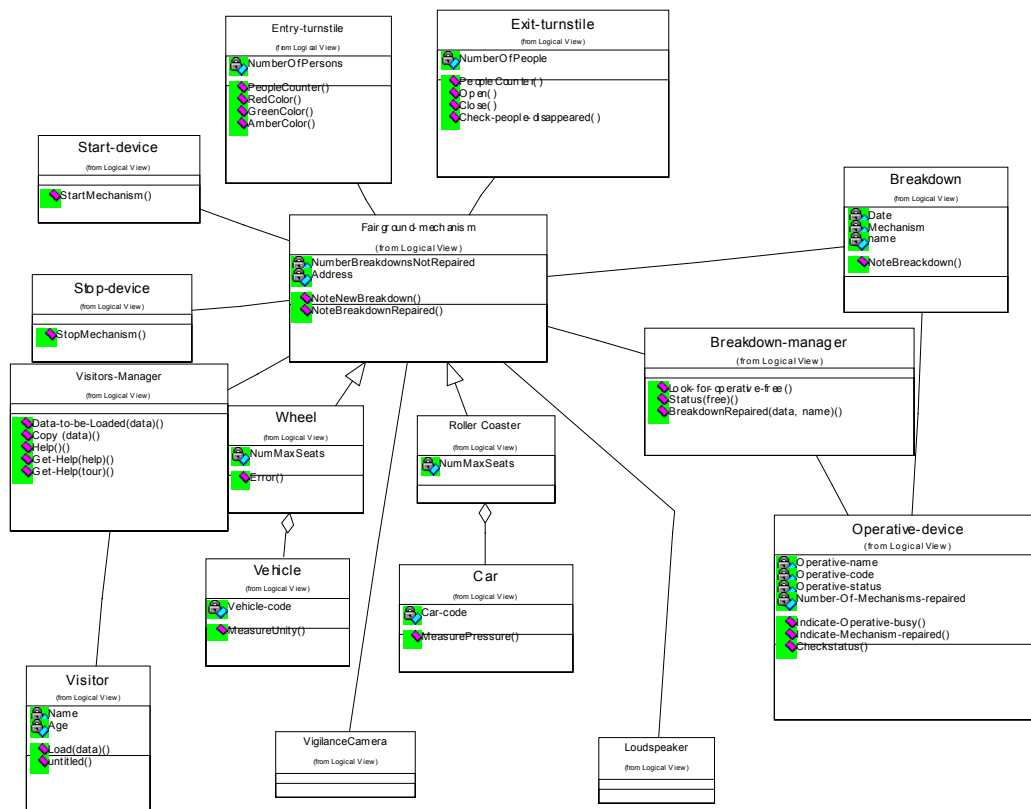 Entry-turnstile
(from Logical View)
NumberOfPersons
PeopleCounter()
RedColor()
GreenColor()
AmberColor()
Exit-turnstile
(from Logical View)
NumberOfPeople
PeopleCounter()
Open()
Close()
Check-people-disappeared()
Start-device
(from Logical View)
StartMechanism()
Breakdown
(from Logical View)
Date
Mechanism
name
NoteBreackdown()
Fairground-mechanism
(from Logical View)
NumberBreakdownsNotRepaired
Address
NoteNewBreakdown()
NoteBreakdownRepaired()
Stop-device
(from Logical View)
StopMechanism()
Breakdown-manager
(from Logical View)
Look-for-operative-free()
Status(free)()
BreakdownRepaired(data, name)()
Visitors-Manager
(from Logical View)
Data-to-be-Loaded(data)()
Copy (data)()
Help()()
Get-Help(help)()
Get-Help(tour)()
Wheel
(from Logical View)
NumMaxSeats
Error()
Roller Coaster
(from Logical View)
NumMaxSeats
Operative-device
(from Logical View)
Operative-name
Operative-code
Operative-status
Number-Of-Mechanisms-repaired
Indicate-Operative-busy()
Indicate-Mechanism-repaired()
Checkstatus()
Vehicle
(from Logical View)
Vehicle-code
MeasureUnity()
Car
(from Logical View)
Car-code
MeasurePressure()
Visitor
(from Logical View)
Name
Age
Load(data)()
untitled()
VigilanceCamera
(from Logical View)
Loudspeaker
(from Logical View)